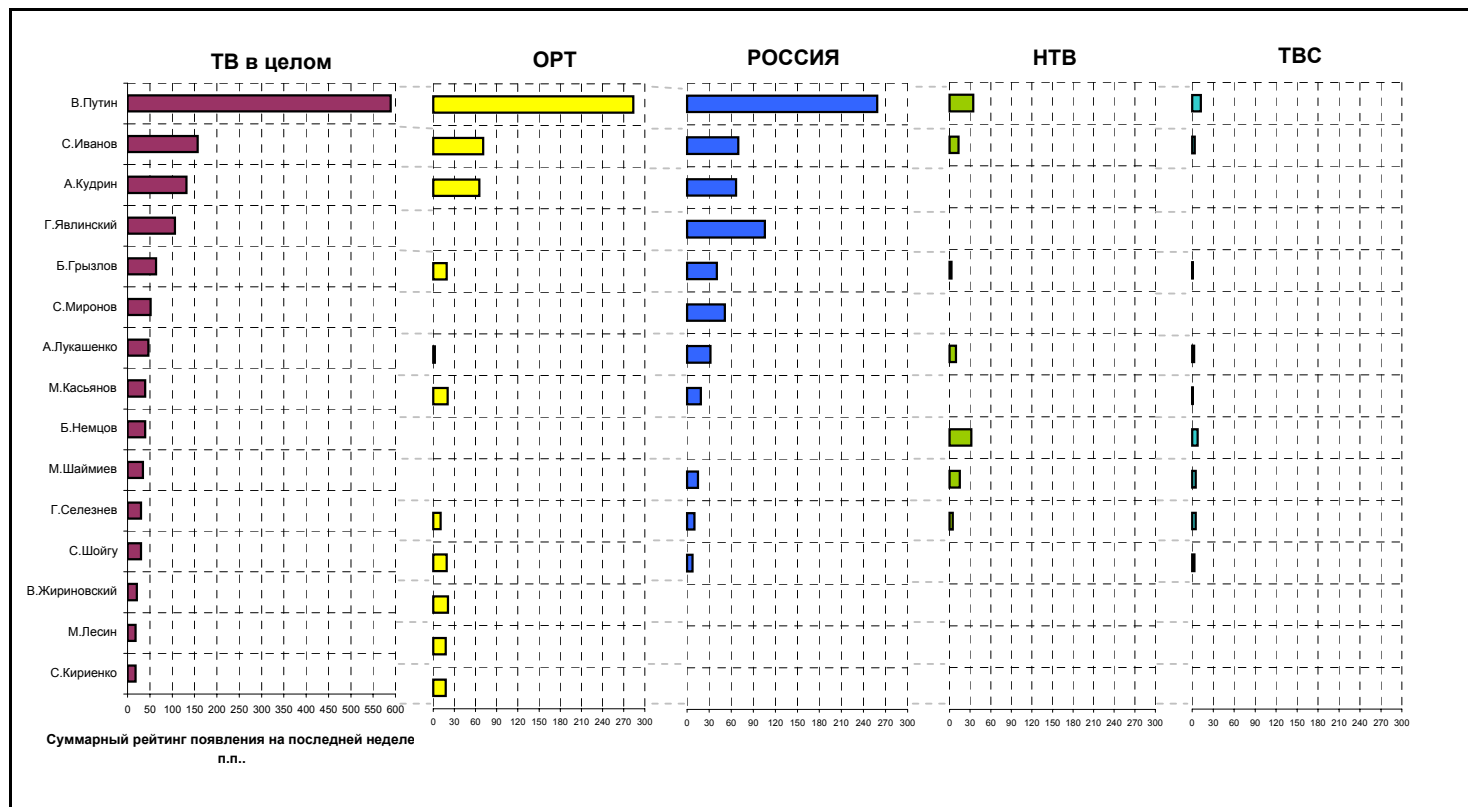 ТВ в целом
ОРТ
РОССИЯ
НТВ
ТВС
В.Путин
С.Иванов
А.Кудрин
Г.Явлинский
Б.Грызлов
С.Миронов
А.Лукашенко
М.Касьянов
Б.Немцов
М.Шаймиев
Г.Селезнев
С.Шойгу
В.Жириновский
М.Лесин
С.Кириенко
0 50 100 150 200 250 300 350 400 450 500 550 600
0 30 60 90 120 150 180 210 240 270 300
0 30 60 90 120 150 180 210 240 270 300
0 30 60 90 120 150 180 210 240 270 300
0 30 60 90 120 150 180 210 240 270 300
Суммарный рейтинг появления на последней неделе
п.п..